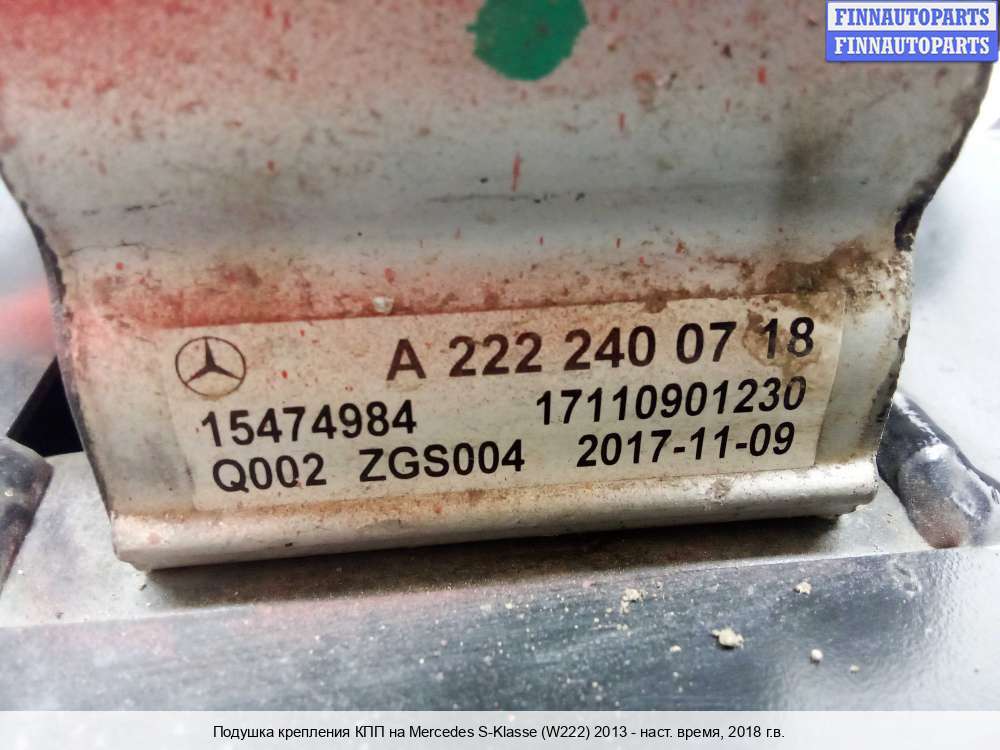 FINNAUTOPARTS
FINNAUTOPARTS
A 222 240 07 18
15474984 17110901230
Q002 ZGS004 2017-11-09
Подушка крепления КПП на Mercedes S-Klasse (W222) 2013 - наст. время, 2018 г.в.